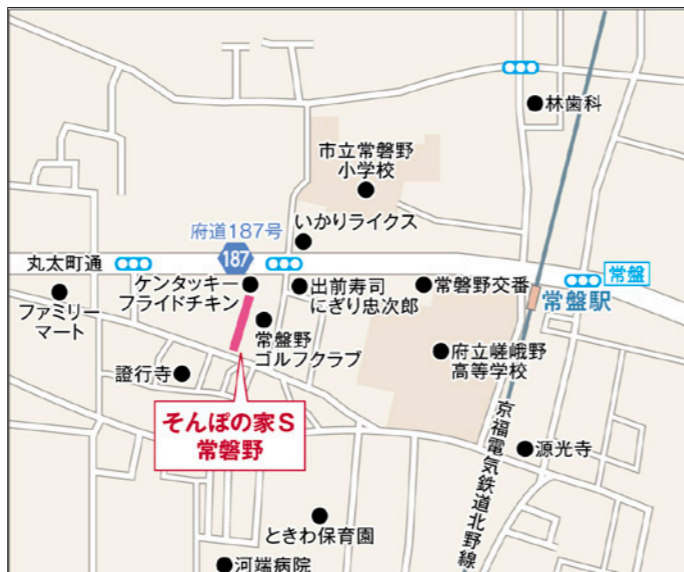 林歯科
市立常磐野
小学校
いかりライクス
府道187号
187
丸太町通
常盤
ケンタッキー
フライドチキン
出前寿司
にぎり忠次郎
常磐野交番
常盤駅
ファミリー
マート
常盤野
ゴルフクラブ
府立嵯峨野
高等学校
證行寺
そんぽの家S
常磐野
京福電気鉄道北野線
源光寺
ときわ保育園
河端病院